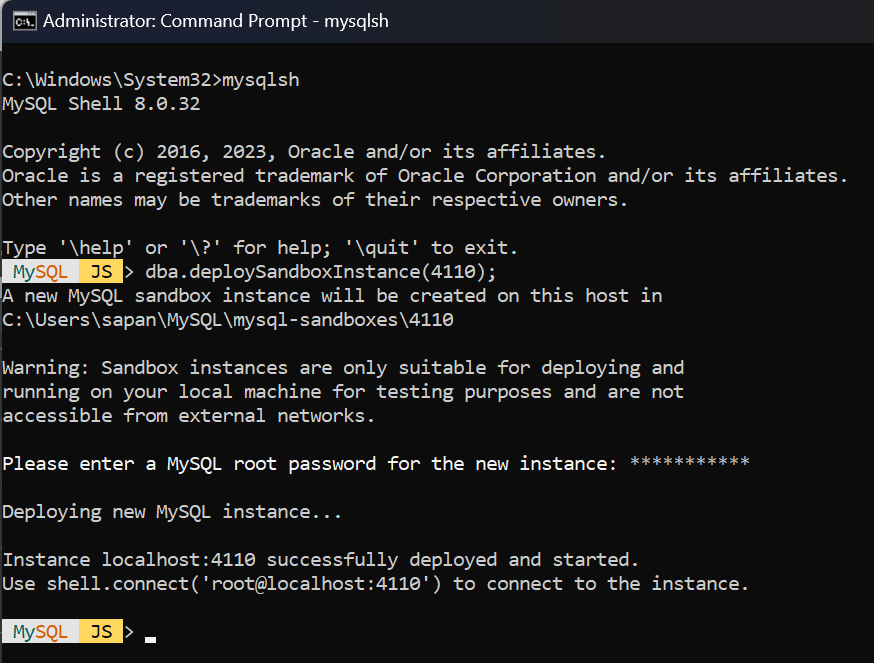 Administrator: Command Prompt - mysqlsh
C:\Windows\System32>mysqlsh
MySQL Shell 8.0.32
Copyright (c) 2016, 2023, Oracle and/or its affiliates.
Oracle is a registered trademark of Oracle Corporation and/or its affiliates.
Other names may be trademarks of their respective owners.
Type '\help' or '\?' for help; '\quit' to exit.
MySQL JS > dba.deploySandboxInstance(4110);
A new MySQL sandbox instance will be created on this host in
C:\Users\sapan\MySQL\mysql-sandboxes\4110
Warning: Sandbox instances are only suitable for deploying and
running on your local machine for testing purposes and are not
accessible from external networks.
Please enter a MySQL root password for the new instance: ***********
Deploying new MySQL instance...
Instance localhost:4110 successfully deployed and started.
Use shell.connect('root@localhost:4110') to connect to the instance.
MySQL JS > _